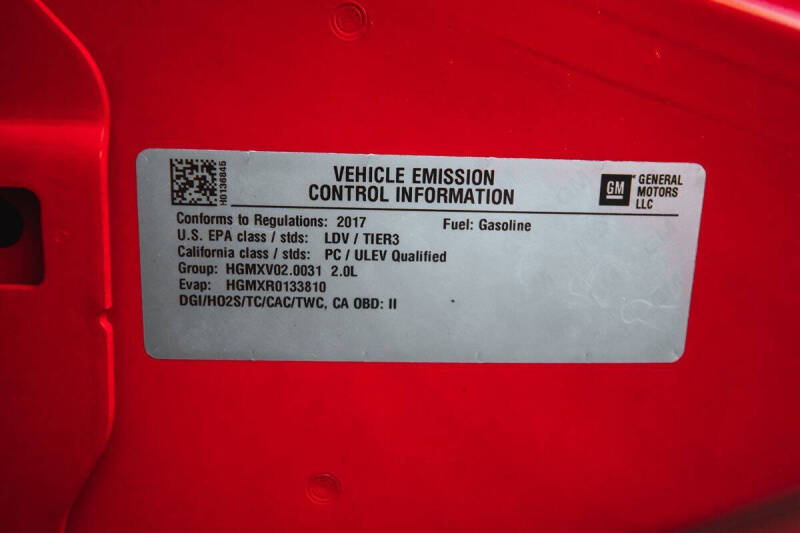 H0136845
VEHICLE EMISSION
CONTROL INFORMATION
GM
GENERAL
MOTORS
LLC
Conforms to Regulations: 2017 Fuel: Gasoline
U.S. EPA class / stds: LDV / TIER3
California class / stds: PC / ULEV Qualified
Group: HGMXV02.0031 2.0L
Evap: HGMXR0133810
DGI/HO2S/TC/CAC/TWC, CA OBD: II